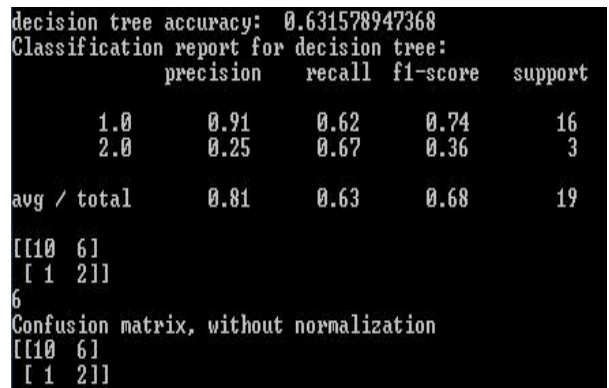 decision tree accuracy:  0.631578947368
Classification report for decision tree:
precision    recall  f1-score   support
1.0       0.91      0.62      0.74        16
2.0       0.25      0.67      0.36         3
avg / total       0.81      0.63      0.68        19
[[10  6]
 [ 1  2]]
6
Confusion matrix, without normalization
[[10  6]
 [ 1  2]]